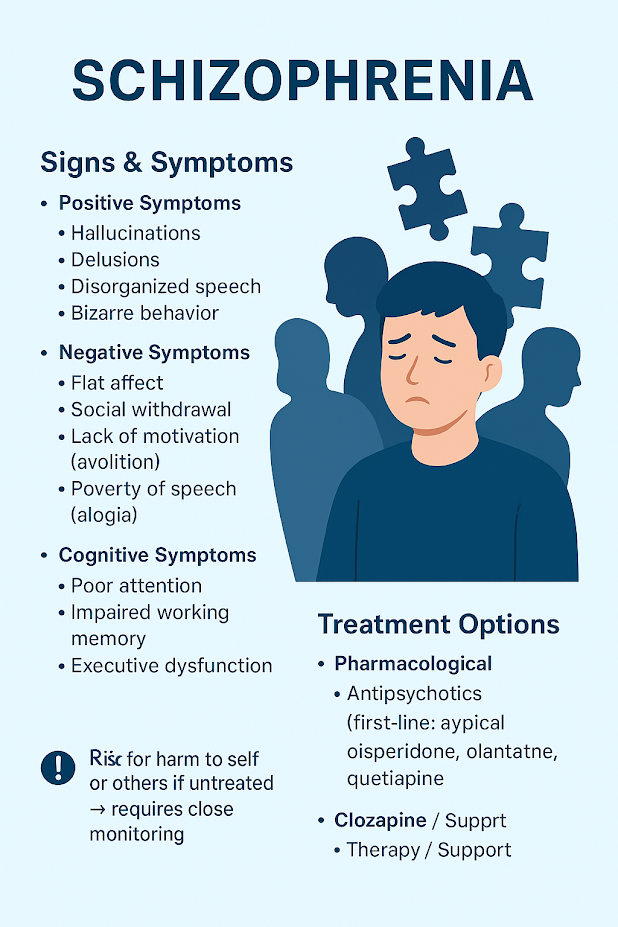 SCHIZOPHRENIA
Signs & Symptoms
• Positive Symptoms
• Hallucinations
• Delusions
• Disorganized speech
• Bizarre behavior
• Negative Symptoms
• Flat affect
• Social withdrawal
• Lack of motivation
(avolition)
• Poverty of speech
(alogia)
• Cognitive Symptoms
• Poor attention
• Impaired working
memory
• Executive dysfunction
! Risc for harm to self
or others if untreated
→ requires close
monitoring
Treatment Options
• Pharmacological
• Antipsychotics
(first-line: aypical
oisperidone, olantatne,
quetiapine
• Clozapine / Supprt
• Therapy / Support